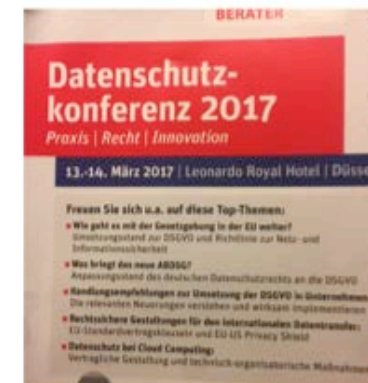 BERATER
Datenschutz-
konferenz 2017
Praxis | Recht | Innovation
13.-14. März 2017 | Leonardo Royal Hotel | Düsse
Freuen Sie sich u.a. auf diese Top-Themen:
Wie geht es mit der Gesetzgebung in der EU weiter?
Umsetzungsstand zur DSGVO und Richtlinie zur Netz- und
Informationssicherheit
Was bringt das neue ABDSG?
Anpassungsstand des deutschen Datenschutzrechts an die DSGVO
Handlungsempfehlungen zur Umsetzung der DSGVO in Unternehmen
Die relevanten Neuerungen verstehen und wirksam implementieren
Rechtssichere Gestaltungen für den internationalen Datentransfer:
EU-Standardvertragsklauseln und EU-US Privacy Shield
Datenschutz bei Cloud Computing:
Vertragliche Gestaltung und technisch-organisatorische Maßnahmen